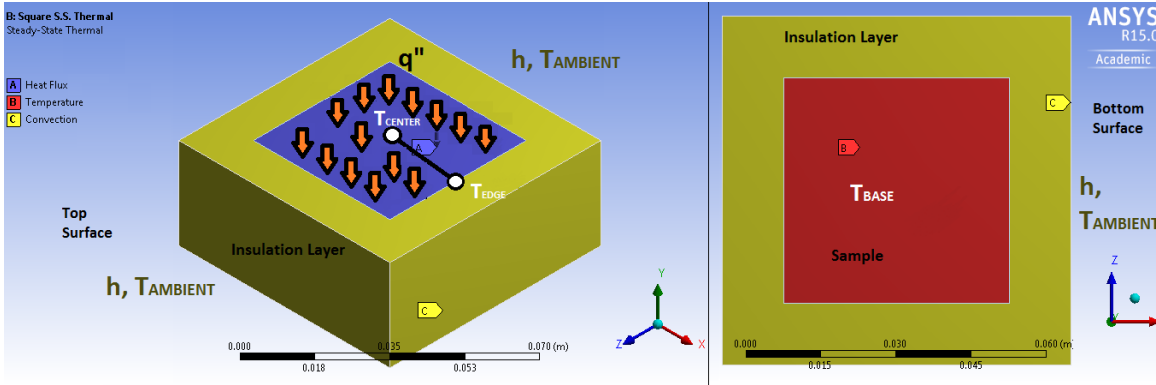 B: Square S.S. Thermal
Steady-State Thermal
A Heat Flux
B Temperature
C Convection
q"
h, TAMBIENT
TCENTER
A
TEDGE
Top
Surface
Insulation Layer
h, TAMBIENT
C
Y
Z
X
0.000
0.035
0.070 (m)
0.018
0.053
ANSYS
R15.0
Academic
Insulation Layer
C
Bottom
Surface
B
TBASE
h,
TAMBIENT
Sample
Z
Y
0.000
0.030
0.060 (m)
0.015
0.045